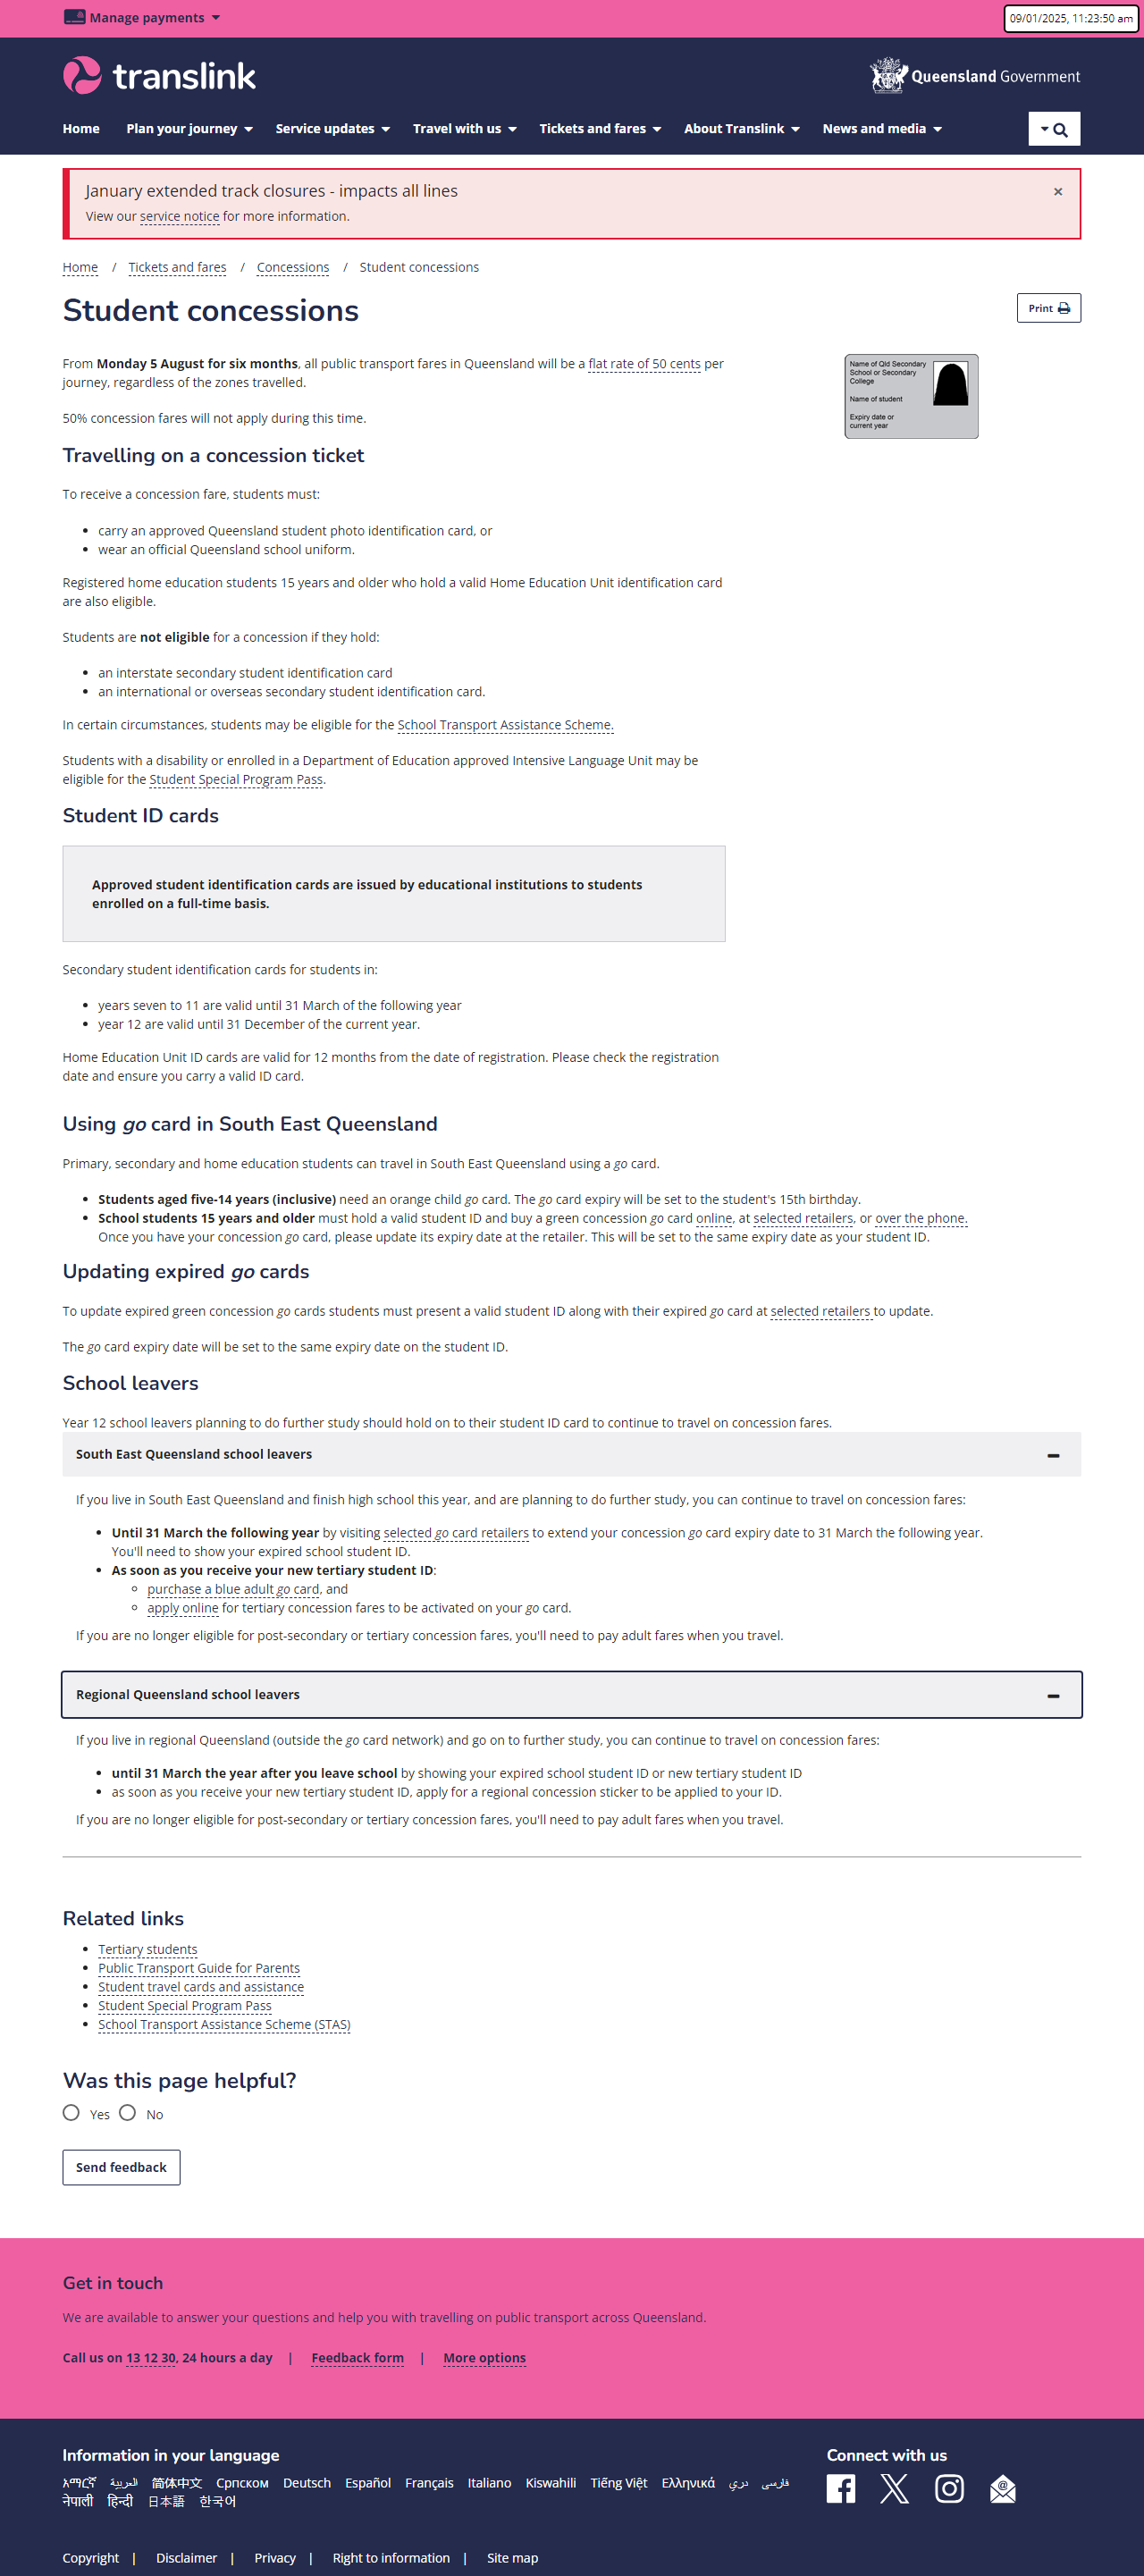 Manage payments
09/01/2025, 11:23:50 am
translink
Queensland Government
Home Plan your journey Service updates Travel with us Tickets and fares About Translink News and media
January extended track closures - impacts all lines
×
View our service notice for more information.
Home / Tickets and fares / Concessions / Student concessions
Student concessions
Print
From Monday 5 August for six months, all public transport fares in Queensland will be a flat rate of 50 cents per
journey, regardless of the zones travelled.
50% concession fares will not apply during this time.
Name of Qld Secondary
School or Secondary
College
Name of student
Expiry date or
current year
Travelling on a concession ticket
To receive a concession fare, students must:
• carry an approved Queensland student photo identification card, or
• wear an official Queensland school uniform.
Registered home education students 15 years and older who hold a valid Home Education Unit identification card
are also eligible.
Students are not eligible for a concession if they hold:
• an interstate secondary student identification card
• an international or overseas secondary student identification card.
In certain circumstances, students may be eligible for the School Transport Assistance Scheme.
Students with a disability or enrolled in a Department of Education approved Intensive Language Unit may be
eligible for the Student Special Program Pass.
Student ID cards
Approved student identification cards are issued by educational institutions to students
enrolled on a full-time basis.
Secondary student identification cards for students in:
• years seven to 11 are valid until 31 March of the following year
• year 12 are valid until 31 December of the current year.
Home Education Unit ID cards are valid for 12 months from the date of registration. Please check the registration
date and ensure you carry a valid ID card.
Using go card in South East Queensland
Primary, secondary and home education students can travel in South East Queensland using a go card.
• Students aged five-14 years (inclusive) need an orange child go card. The go card expiry will be set to the student's 15th birthday.
• School students 15 years and older must hold a valid student ID and buy a green concession go card online, at selected retailers, or over the phone.
Once you have your concession go card, please update its expiry date at the retailer. This will be set to the same expiry date as your student ID.
Updating expired go cards
To update expired green concession go cards students must present a valid student ID along with their expired go card at selected retailers to update.
The go card expiry date will be set to the same expiry date on the student ID.
School leavers
Year 12 school leavers planning to do further study should hold on to their student ID card to continue to travel on concession fares.
South East Queensland school leavers
If you live in South East Queensland and finish high school this year, and are planning to do further study, you can continue to travel on concession fares:
• Until 31 March the following year by visiting selected go card retailers to extend your concession go card expiry date to 31 March the following year.
You'll need to show your expired school student ID.
• As soon as you receive your new tertiary student ID:
◦ purchase a blue adult go card, and
◦ apply online for tertiary concession fares to be activated on your go card.
If you are no longer eligible for post-secondary or tertiary concession fares, you'll need to pay adult fares when you travel.
Regional Queensland school leavers
If you live in regional Queensland (outside the go card network) and go on to further study, you can continue to travel on concession fares:
• until 31 March the year after you leave school by showing your expired school student ID or new tertiary student ID
• as soon as you receive your new tertiary student ID, apply for a regional concession sticker to be applied to your ID.
If you are no longer eligible for post-secondary or tertiary concession fares, you'll need to pay adult fares when you travel.
Related links
• Tertiary students
• Public Transport Guide for Parents
• Student travel cards and assistance
• Student Special Program Pass
• School Transport Assistance Scheme (STAS)
Was this page helpful?
Yes No
Send feedback
Get in touch
We are available to answer your questions and help you with travelling on public transport across Queensland.
Call us on 13 12 30, 24 hours a day | Feedback form | More options
Information in your language
Connect with us
አማርኛ العربية 简体中文 Српском Deutsch Español Français Italiano Kiswahili Tiếng Việt Ελληνικά دري فارسی
नेपाली हिन्दी 日本語 한국어
Copyright | Disclaimer | Privacy | Right to information | Site map